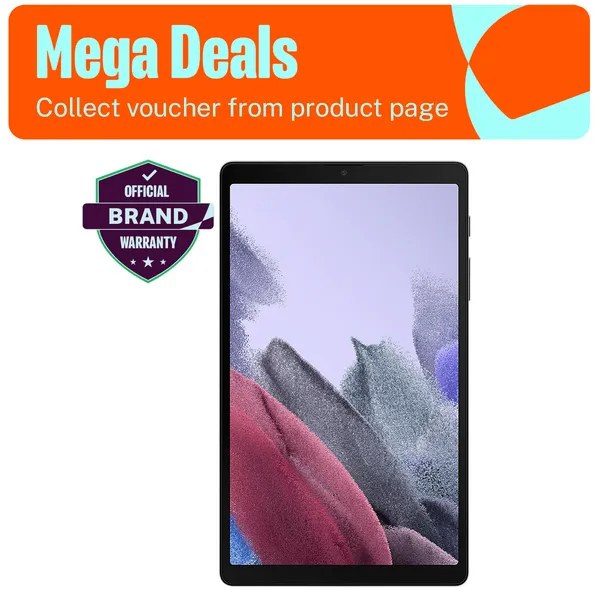 Mega Deals
Collect voucher from product page
OFFICIAL
BRAND
WARRANTY